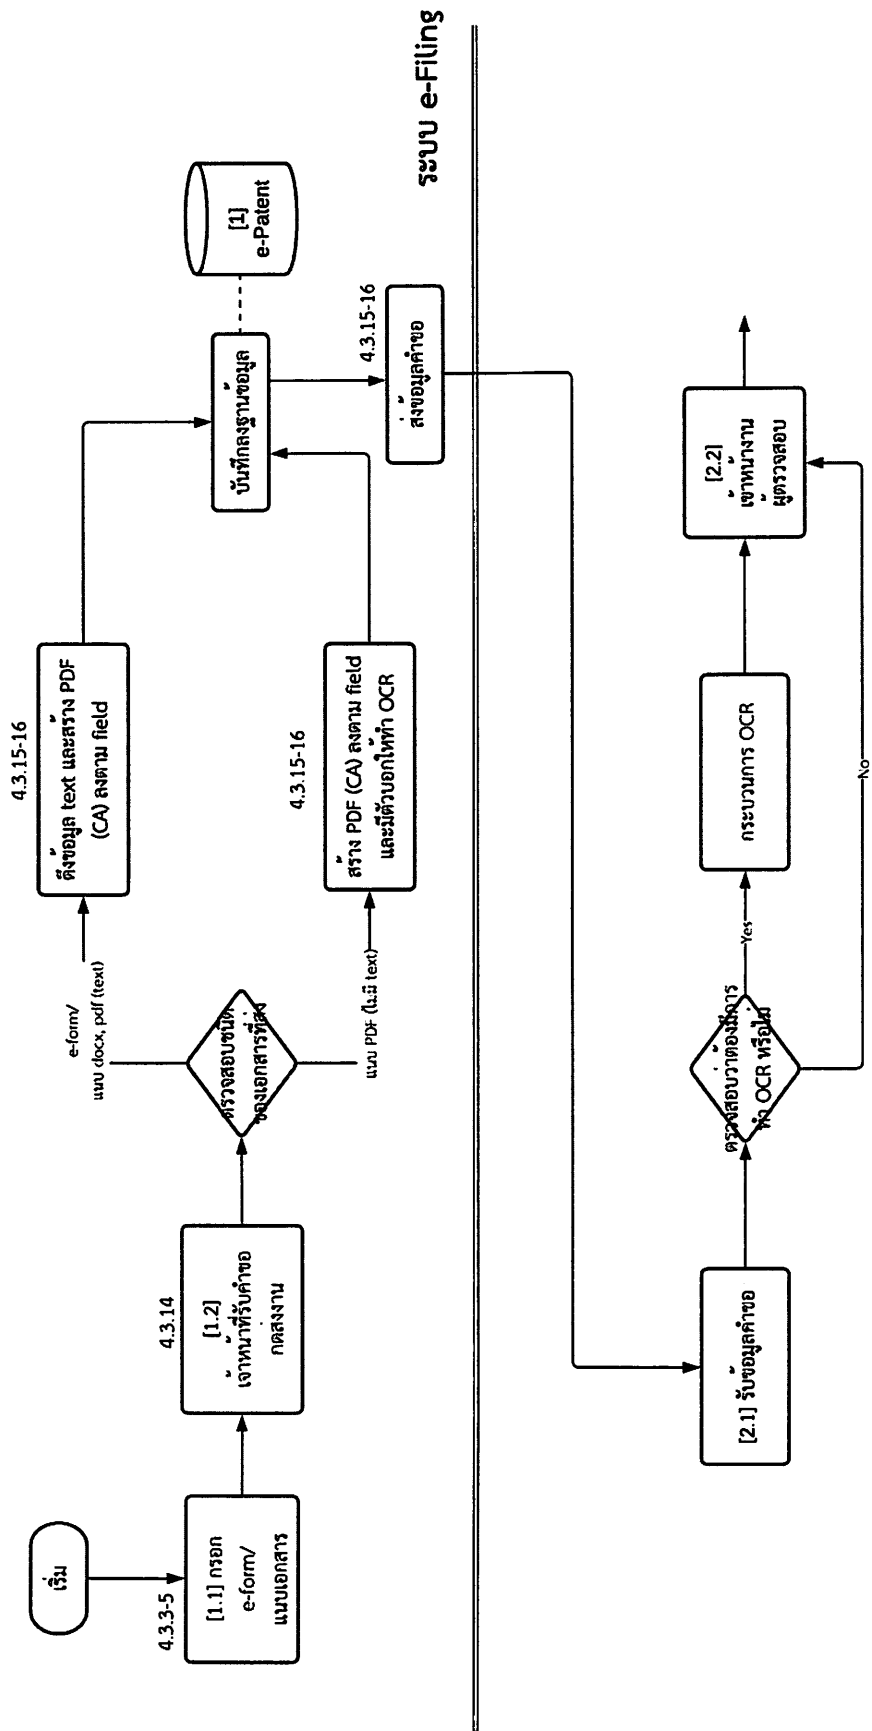 เริ่ม
4.3.3-5
[1.1] กรอก
e-form/
แนบเอกสาร
4.3.14
[1.2]
เจ้าหน้าที่รับคำขอ
กดส่งงาน
ตรวจสอบชนิด
ของเอกสารที่ส่ง
e-form/
แนบ docx, pdf (text)
แนบ PDF (ไม่มี text)
4.3.15-16
ดึงข้อมูล text และสร้าง PDF
(CA) ลงตาม field
4.3.15-16
สร้าง PDF (CA) ลงตาม field
และมีตัวบอกให้ทำ OCR
บันทึกลงฐานข้อมูล
[1]
e-Patent
4.3.15-16
ส่งข้อมูลคำขอ
ระบบ e-Filing
[2.1] รับข้อมูลคำขอ
ตรวจสอบว่าต้องมีการ
ทำ OCR หรือไม่
Yes
No
กระบวนการ OCR
[2.2]
เข้าหน้างาน
ผู้ตรวจสอบ